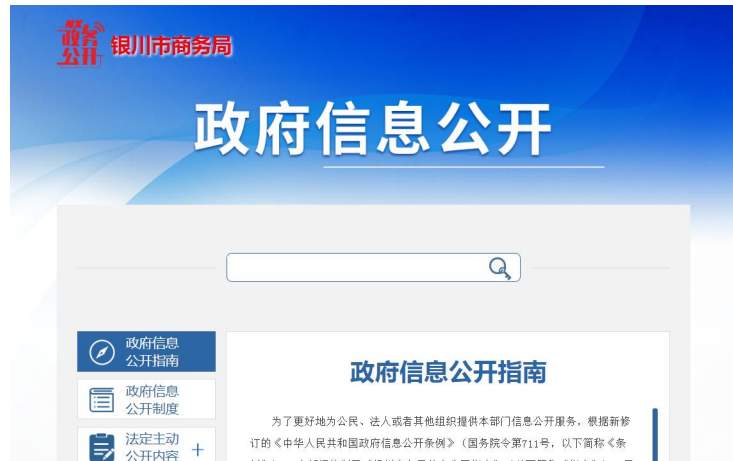 政务
公开
银川市商务局
政府信息公开
政府信息
公开指南
政府信息
公开制度
法定主动
公开内容
+
政府信息公开指南
为了更好地为公民、法人或者其他组织提供本部门信息公开服务，根据新修
订的《中华人民共和国政府信息公开条例》（国务院令第711号，以下简称《条